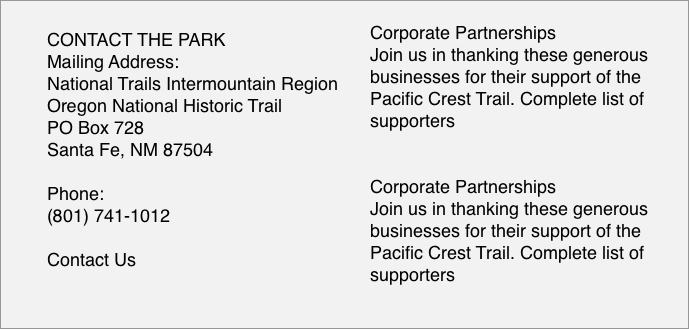 CONTACT THE PARK
Mailing Address:
National Trails Intermountain Region
Oregon National Historic Trail
PO Box 728
Santa Fe, NM 87504
Phone:
(801) 741-1012
Contact Us
Corporate Partnerships
Join us in thanking these generous
businesses for their support of the
Pacific Crest Trail. Complete list of
supporters
Corporate Partnerships
Join us in thanking these generous
businesses for their support of the
Pacific Crest Trail. Complete list of
supporters